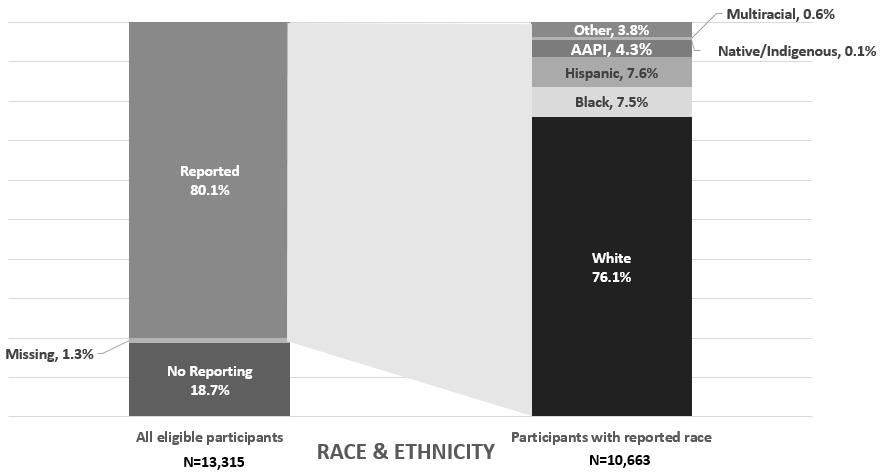 Reported
80.1%
Missing, 1.3%
No Reporting
18.7%
All eligible participants
N=13,315
RACE & ETHNICITY
Other, 3.8%
Multiracial, 0.6%
AAPI, 4.3%
Native/Indigenous, 0.1%
Hispanic, 7.6%
Black, 7.5%
White
76.1%
Participants with reported race
N=10,663